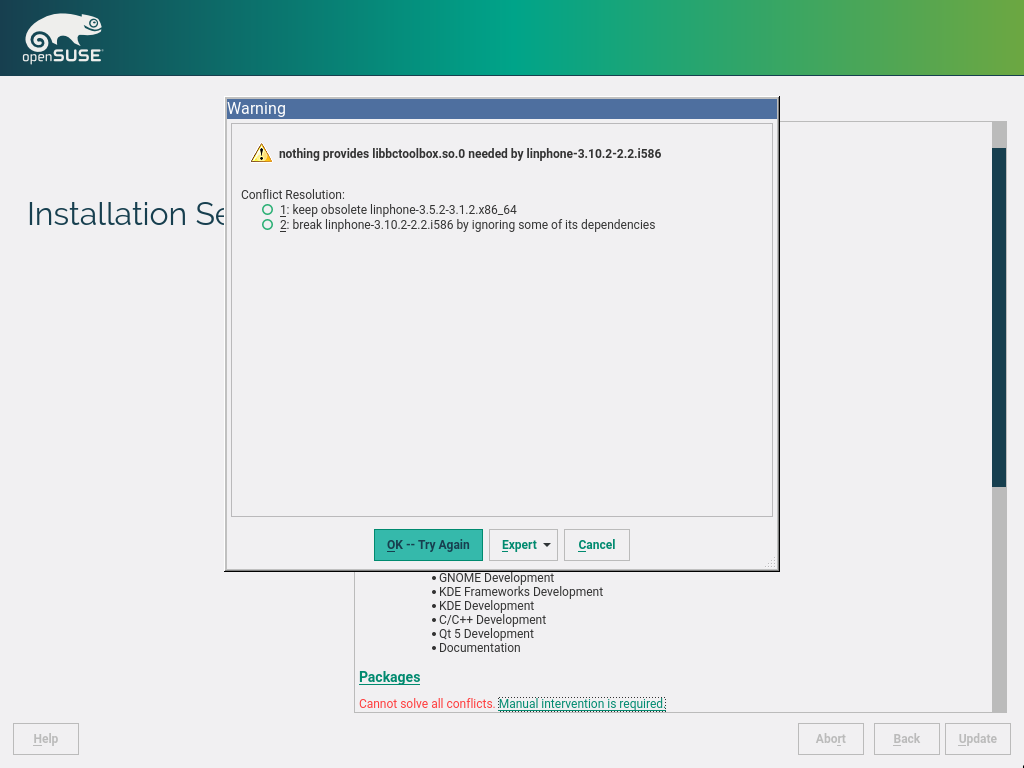 openSUSE
Warning
nothing provides libbctoolbox.so.0 needed by linphone-3.10.2-2.2.i586
Conflict Resolution:
1: keep obsolete linphone-3.5.2-3.1.2.x86_64
2: break linphone-3.10.2-2.2.i586 by ignoring some of its dependencies
Installation Se
OK -- Try Again
Expert
Cancel
• GNOME Development
• KDE Frameworks Development
• KDE Development
• C/C++ Development
• Qt 5 Development
• Documentation
Packages
Cannot solve all conflicts. Manual intervention is required.
Help
Abort
Back
Update